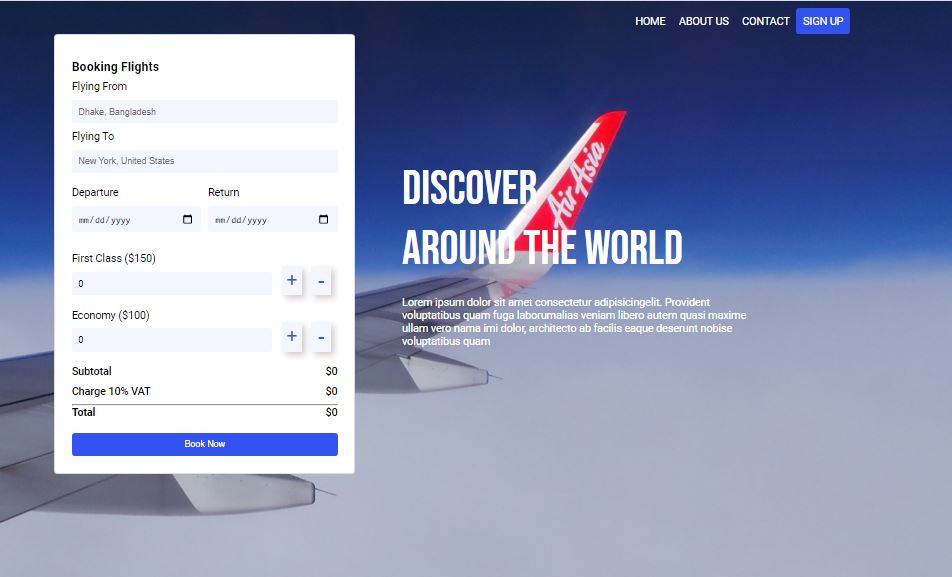 HOME ABOUT US CONTACT SIGN UP
Booking Flights
Flying From
Dhake, Bangladesh
Flying To
New York, United States
Departure Return
mm/dd/yyyy mm/dd/yyyy
First Class ($150)
0 + -
Economy ($100)
0 + -
Subtotal $0
Charge 10% VAT $0
Total $0
Book Now
DISCOVER
AROUND THE WORLD
Lorem ipsum dolor sit amet consectetur adipisicingelit. Provident
voluptatibus quam fuga laborumalias veniam libero autem quasi maxime
ullam vero nama imi dolor, architecto ab facilis eaque deserunt nobise
voluptatibus quam
Air Asia